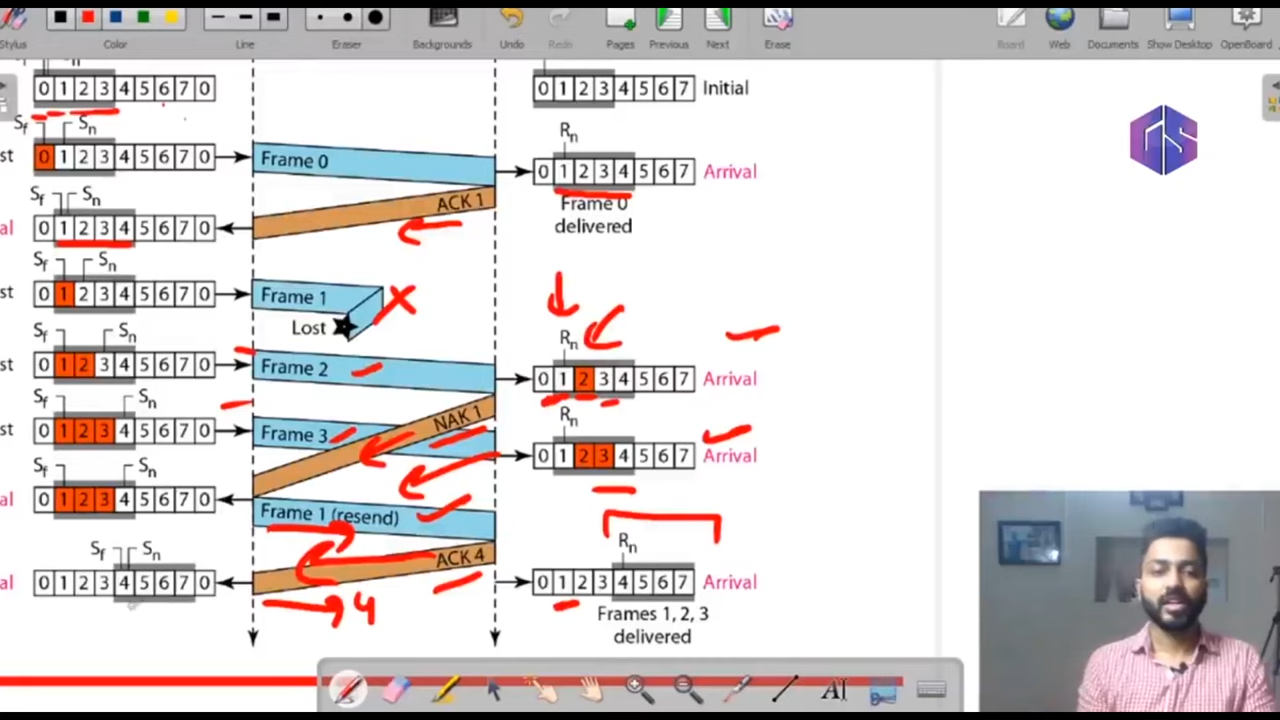 Stylus Color Line Eraser Backgrounds Undo Redo Pages Previous Next Erase Board Web Documents Show Desktop OpenBoard
0 1 2 3 4 5 6 7 0 0 1 2 3 4 5 6 7 Initial
Sf Sn Rn
st 0 1 2 3 4 5 6 7 0 Frame 0 0 1 2 3 4 5 6 7 Arrival
Sf Sn ACK 1 Frame 0
al 0 1 2 3 4 5 6 7 0 delivered
Sf Sn
st 0 1 2 3 4 5 6 7 0 Frame 1
Lost
Sf Sn Rn
st 0 1 2 3 4 5 6 7 0 Frame 2 0 1 2 3 4 5 6 7 Arrival
Sf Sn NAK 1 Rn
st 0 1 2 3 4 5 6 7 0 Frame 3 0 1 2 3 4 5 6 7 Arrival
Sf Sn
al 0 1 2 3 4 5 6 7 0 Frame 1 (resend)
Sf Sn ACK 4 Rn
al 0 1 2 3 4 5 6 7 0 0 1 2 3 4 5 6 7 Arrival
4 Frames 1, 2, 3
delivered